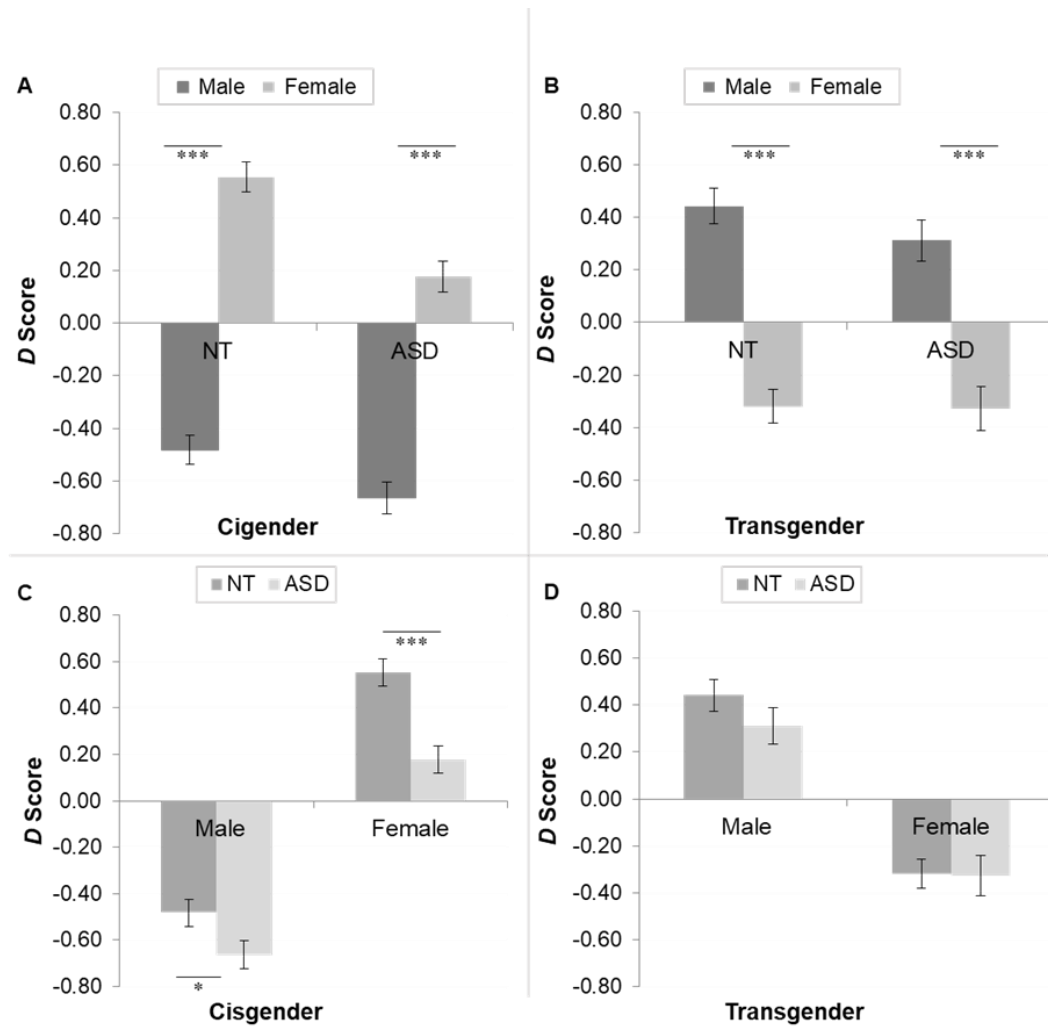 A
Male Female
0.80
0.60
0.40
0.20
0.00
-0.20
-0.40
-0.60
-0.80
D Score
***
***
NT
ASD
Cigender
B
Male Female
0.80
0.60
0.40
0.20
0.00
-0.20
-0.40
-0.60
-0.80
D Score
***
***
NT
ASD
Transgender
C
NT ASD
0.80
0.60
0.40
0.20
0.00
-0.20
-0.40
-0.60
-0.80
D Score
***
Male
Female
*
Cisgender
D
NT ASD
0.80
0.60
0.40
0.20
0.00
-0.20
-0.40
-0.60
-0.80
D Score
Male
Female
Transgender